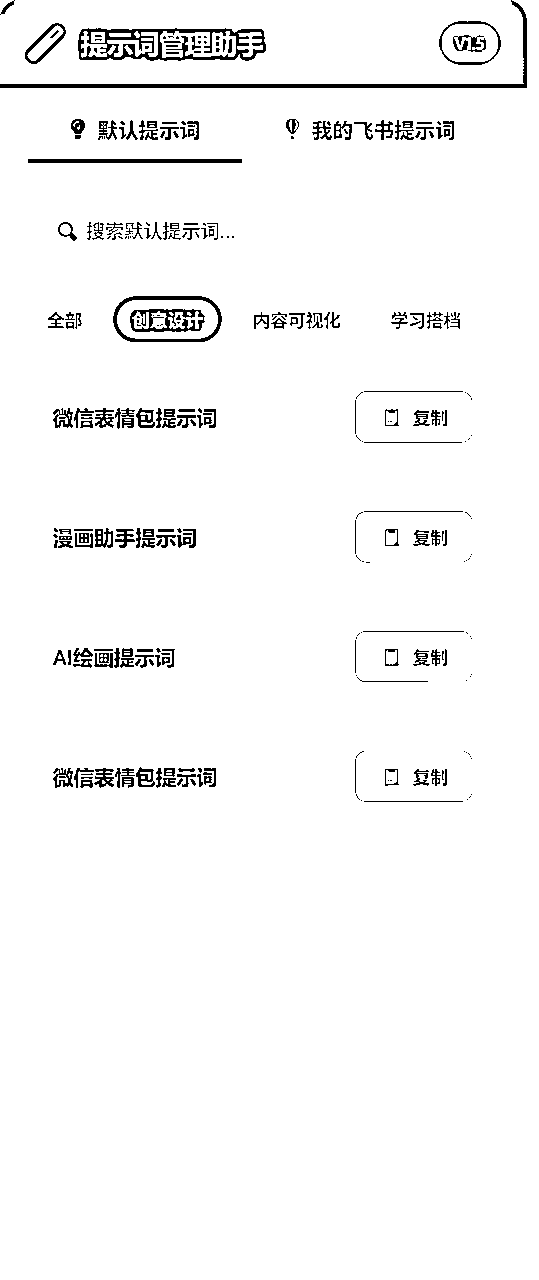 提示词管理助手 V1.5
默认提示词 我的飞书提示词
搜索默认提示词...
全部 创意设计 内容可视化 学习搭档
微信表情包提示词 复制
漫画助手提示词 复制
AI绘画提示词 复制
微信表情包提示词 复制